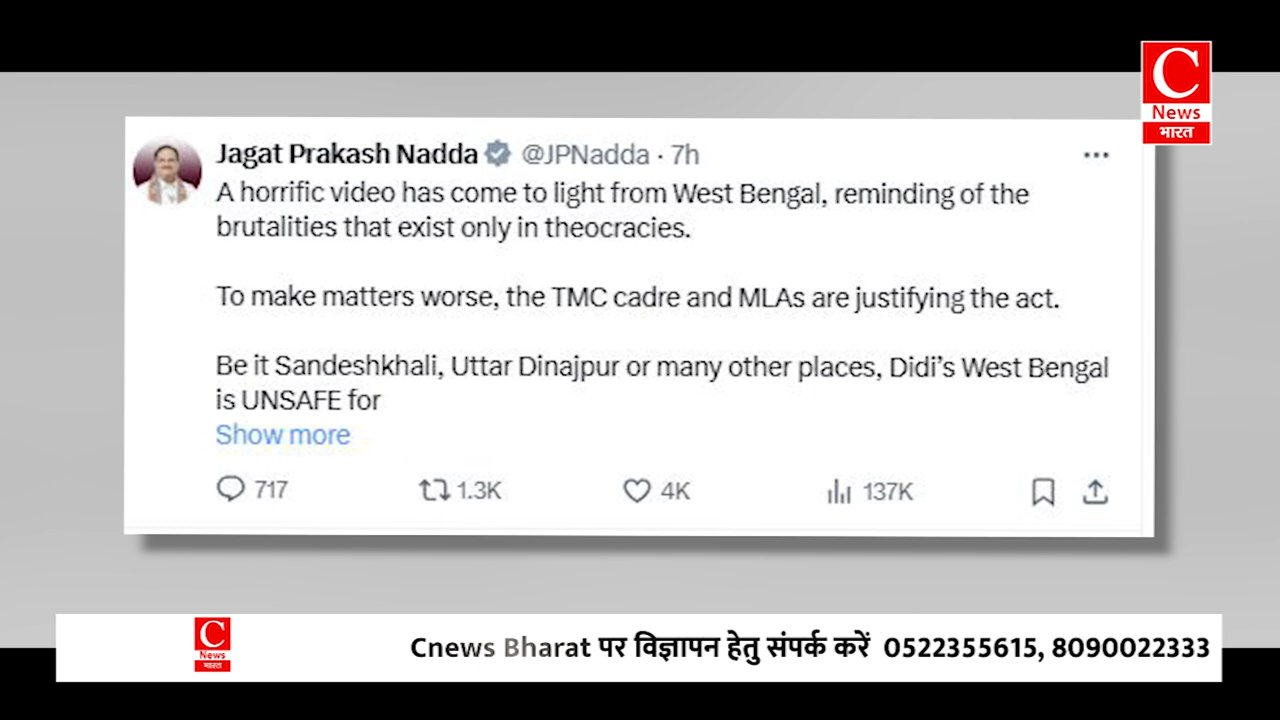 C
News
भारत
Jagat Prakash Nadda @JPNadda · 7h
A horrific video has come to light from West Bengal, reminding of the
brutalities that exist only in theocracies.
To make matters worse, the TMC cadre and MLAs are justifying the act.
Be it Sandeshkhali, Uttar Dinajpur or many other places, Didi’s West Bengal
is UNSAFE for
Show more
717 1.3K 4K 137K
C
News
भारत
Cnews Bharat पर विज्ञापन हेतु संपर्क करें 0522355615, 8090022333